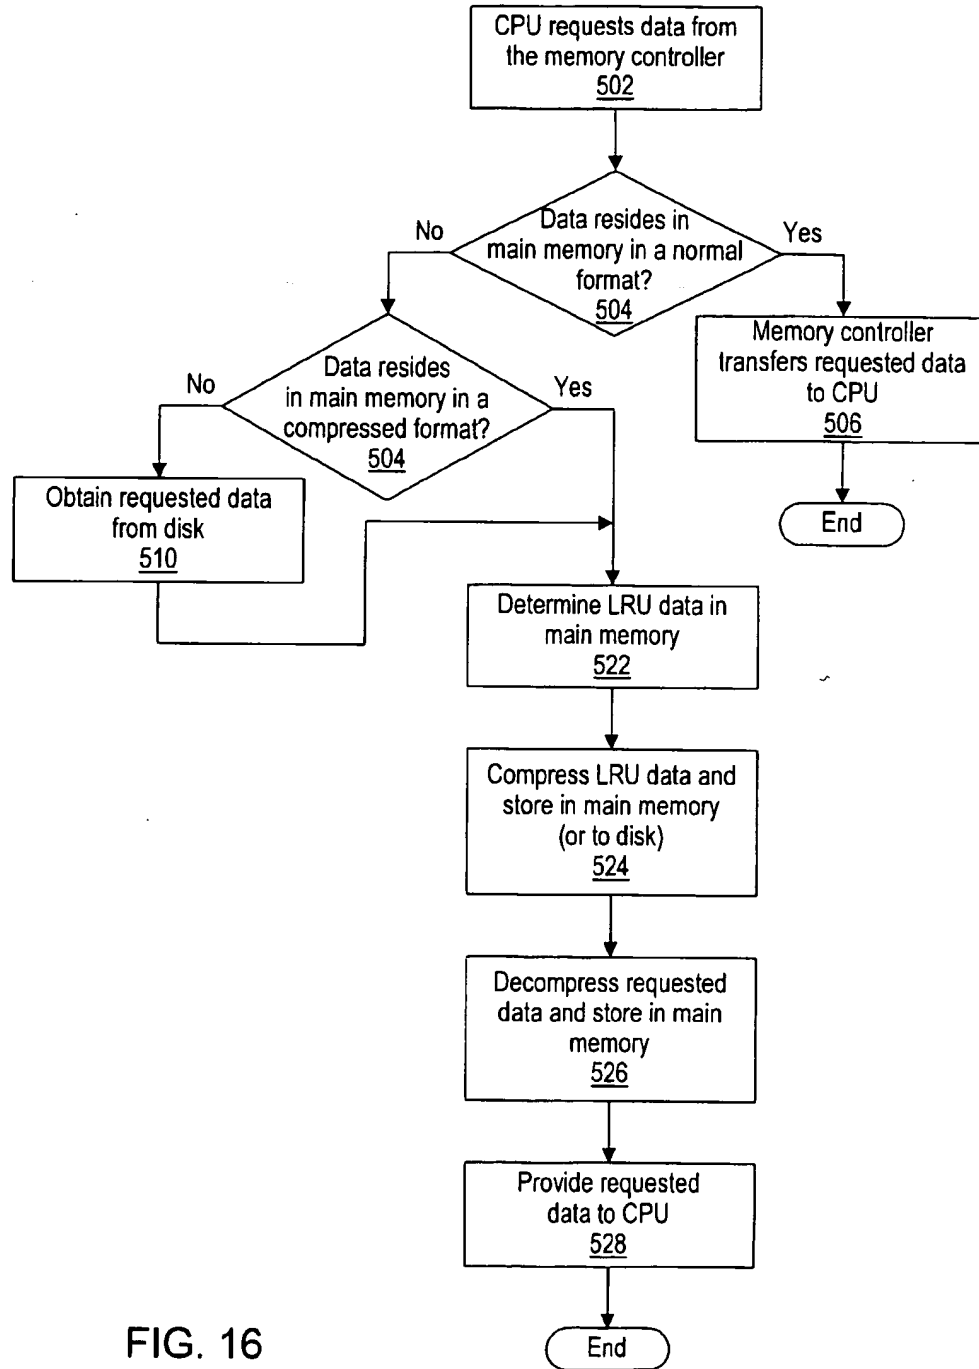 CPU requests data from
the memory controller
502
Data resides in
main memory in a normal
format?
504
No
Yes
Memory controller
transfers requested data
to CPU
506
End
Data resides
in main memory in a
compressed format?
504
No
Yes
Obtain requested data
from disk
510
Determine LRU data in
main memory
522
Compress LRU data and
store in main memory
(or to disk)
524
Decompress requested
data and store in main
memory
526
Provide requested
data to CPU
528
End
FIG. 16